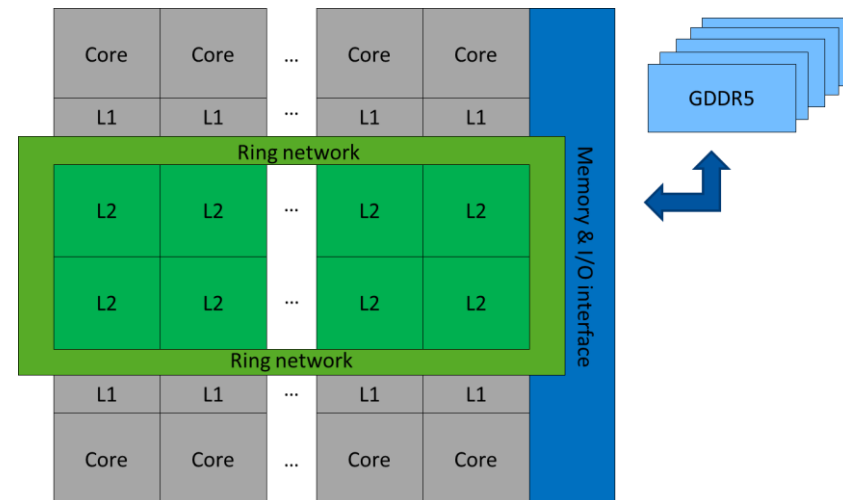 Core Core ... Core Core
GDDR5
L1 L1 ... L1 L1
Ring network
Memory & I/O interface
L2 L2 ... L2 L2
L2 L2 ... L2 L2
Ring network
L1 L1 ... L1 L1
Core Core ... Core Core